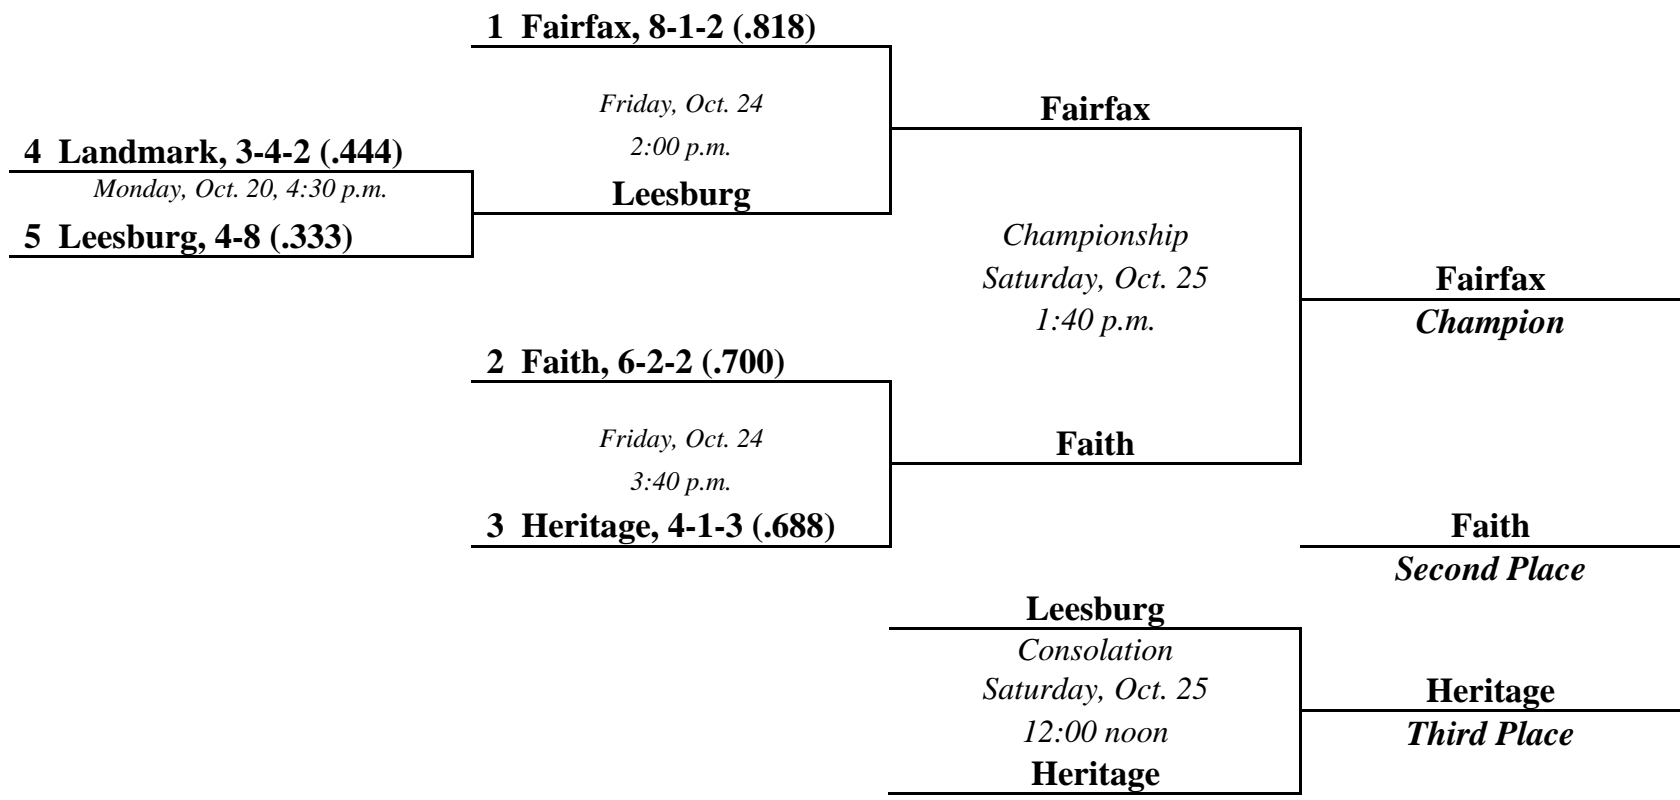 1 Fairfax, 8-1-2 (.818)
Friday, Oct. 24
2:00 p.m.
Fairfax
4 Landmark, 3-4-2 (.444)
Monday, Oct. 20, 4:30 p.m.
5 Leesburg, 4-8 (.333)
Leesburg
Championship
Saturday, Oct. 25
1:40 p.m.
Fairfax
Champion
2 Faith, 6-2-2 (.700)
Friday, Oct. 24
3:40 p.m.
3 Heritage, 4-1-3 (.688)
Faith
Faith
Second Place
Leesburg
Consolation
Saturday, Oct. 25
12:00 noon
Heritage
Heritage
Third Place